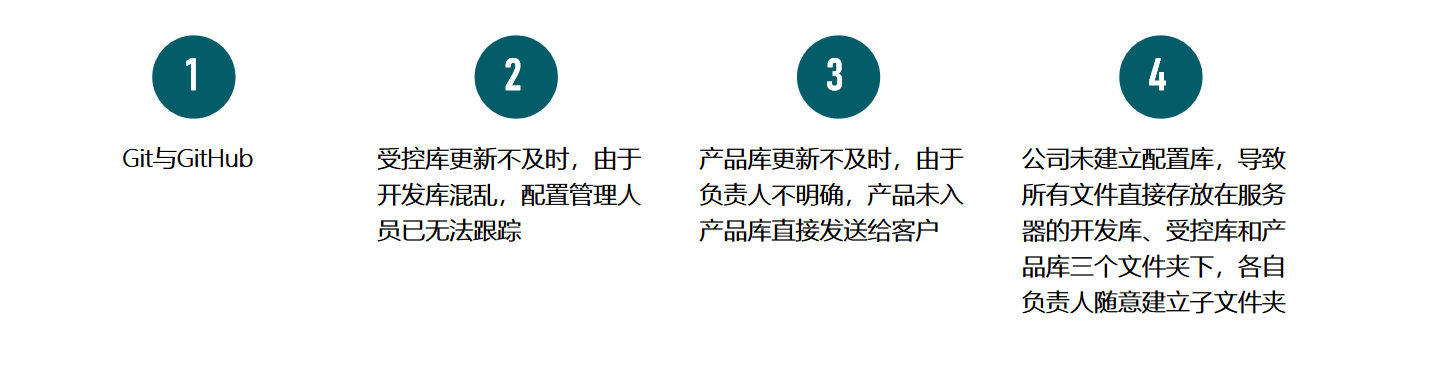 1
Git与GitHub
2
受控库更新不及时，由于
开发库混乱，配置管理人
员已无法跟踪
3
产品库更新不及时，由于
负责人不明确，产品未入
产品库直接发送给客户
4
公司未建立配置库，导致
所有文件直接存放在服务
器的开发库、受控库和产
品库三个文件夹下，各自
负责人随意建立子文件夹